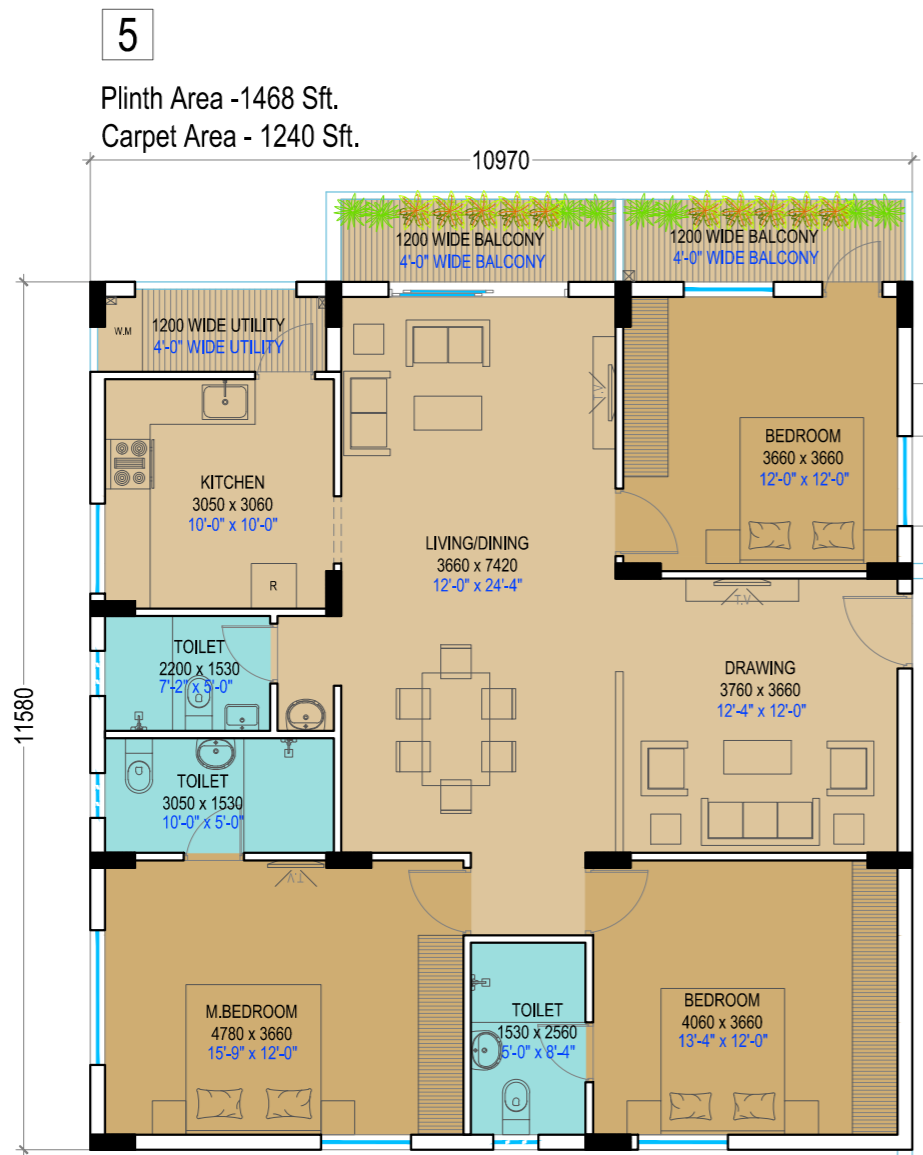 5
Plinth Area -1468 Sft.
Carpet Area - 1240 Sft.
10970
1200 WIDE BALCONY
4'-0" WIDE BALCONY
1200 WIDE BALCONY
4'-0" WIDE BALCONY
W.M
1200 WIDE UTILITY
4'-0" WIDE UTILITY
T.V
BEDROOM
3660 x 3660
12'-0" x 12'-0"
KITCHEN
3050 x 3060
10'-0" x 10'-0"
R
LIVING/DINING
3660 x 7420
12'-0" x 24'-4"
T.V
TOILET
2200 x 1530
7'-2" x 5'-0"
DRAWING
3760 x 3660
12'-4" x 12'-0"
11580
TOILET
3050 x 1530
10'-0" x 5'-0"
T.V
M.BEDROOM
4780 x 3660
15'-9" x 12'-0"
TOILET
1530 x 2560
5'-0" x 8'-4"
BEDROOM
4060 x 3660
13'-4" x 12'-0"